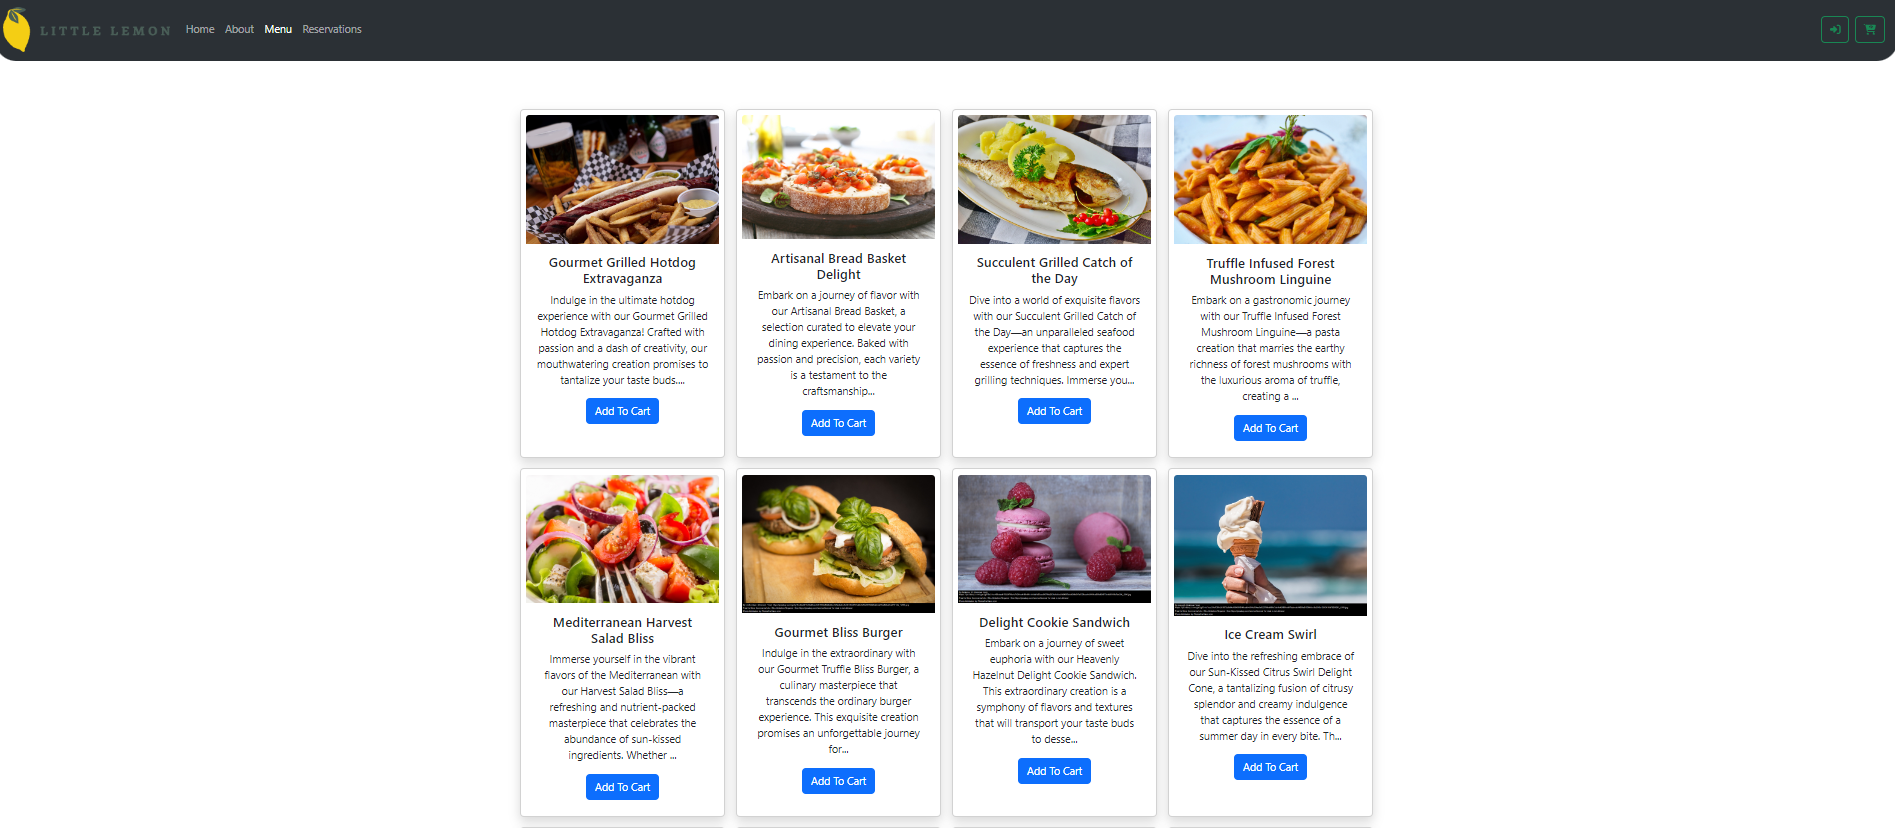 LITTLE LEMON Home About Menu Reservations
Gourmet Grilled Hotdog
Extravaganza
Indulge in the ultimate hotdog
experience with our Gourmet Grilled
Hotdog Extravaganza! Crafted with
passion and a dash of creativity, our
mouthwatering creation promises to
tantalize your taste buds....
Add To Cart
Artisanal Bread Basket
Delight
Embark on a journey of flavor with
our Artisanal Bread Basket, a
selection curated to elevate your
dining experience. Baked with
passion and precision, each variety
is a testament to the
craftsmanship...
Add To Cart
Succulent Grilled Catch of
the Day
Dive into a world of exquisite flavors
with our Succulent Grilled Catch of
the Day—an unparalleled seafood
experience that captures the
essence of freshness and expert
grilling techniques. Immerse you...
Add To Cart
Truffle Infused Forest
Mushroom Linguine
Embark on a gastronomic journey
with our Truffle Infused Forest
Mushroom Linguine—a pasta
creation that marries the earthy
richness of forest mushrooms with
the luxurious aroma of truffle,
creating a ...
Add To Cart
Mediterranean Harvest
Salad Bliss
Immerse yourself in the vibrant
flavors of the Mediterranean with
our Harvest Salad Bliss—a
refreshing and nutrient-packed
masterpiece that celebrates the
abundance of sun-kissed
ingredients. Whether ...
Add To Cart
Gourmet Bliss Burger
Indulge in the extraordinary with
our Gourmet Truffle Bliss Burger, a
culinary masterpiece that
transcends the ordinary burger
experience. This exquisite creation
promises an unforgettable journey
for...
Add To Cart
Delight Cookie Sandwich
Embark on a journey of sweet
euphoria with our Heavenly
Hazelnut Delight Cookie Sandwich.
This extraordinary creation is a
symphony of flavors and textures
that will transport your taste buds
to desse...
Add To Cart
Ice Cream Swirl
Dive into the refreshing embrace of
our Sun-Kissed Citrus Swirl Delight
Cone, a tantalizing fusion of citrusy
splendor and creamy indulgence
that captures the essence of a
summer day in every bite. Th...
Add To Cart